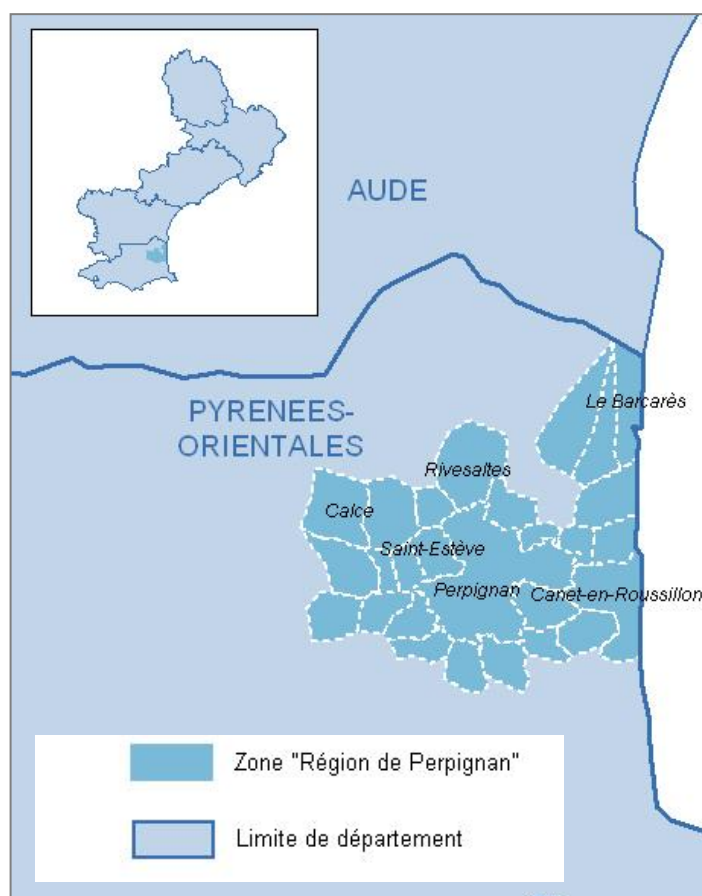 AUDE
PYRENEES-
ORIENTALES
Le Barcarès
Rivesaltes
Calce
Saint-Estève
Perpignan
Canet-en-Roussillon
Zone "Région de Perpignan"
Limite de département